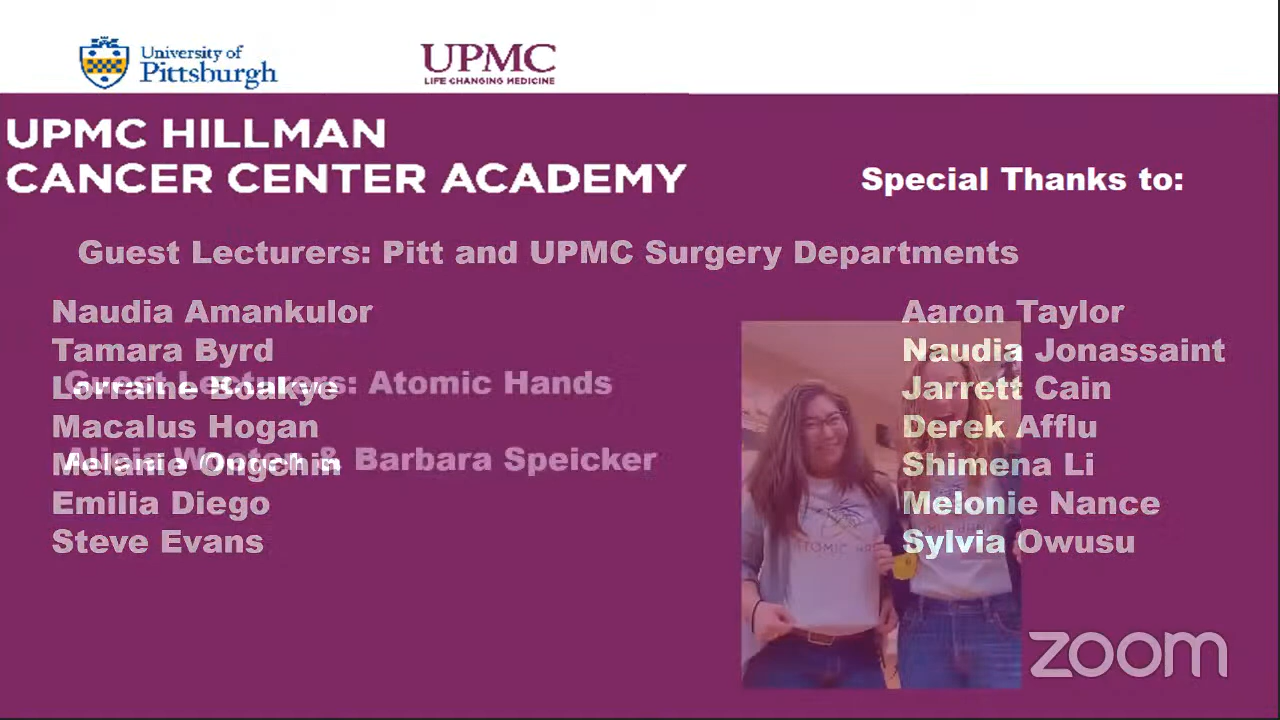 University of
Pittsburgh
UPMC
LIFE CHANGING MEDICINE
UPMC HILLMAN
CANCER CENTER ACADEMY
Special Thanks to:
Guest Lecturers: Pitt and UPMC Surgery Departments
Naudia Amankulor
Tamara Byrd
Lorraine Boakye
Macalus Hogan
Melanie Ongchin
Emilia Diego
Steve Evans
Guest Lecturers: Atomic Hands
& Barbara Speicker
Aaron Taylor
Naudia Jonassaint
Jarrett Cain
Derek Afflu
Shimena Li
Melonie Nance
Sylvia Owusu
ATOMIC
zoom